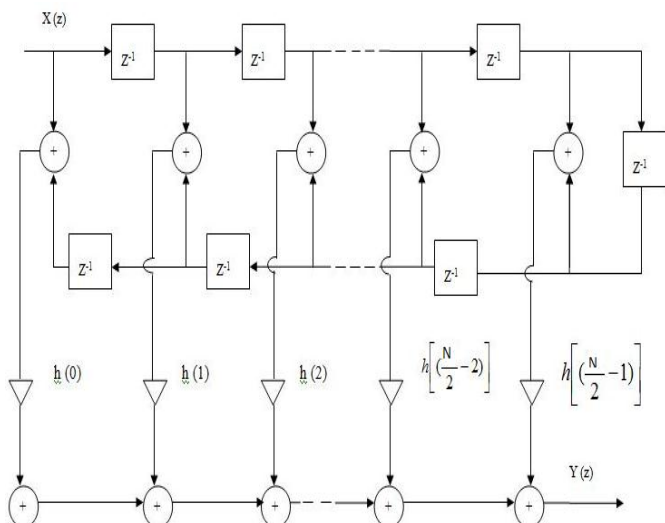 X(z)
Z-1 Z-1 Z-1
+ + + + +
Z-1
Z-1 Z-1 Z-1
h(0) h(1) h(2) h[(N/2-2)] h[(N/2-1)]
Y(z)
+ + + + +